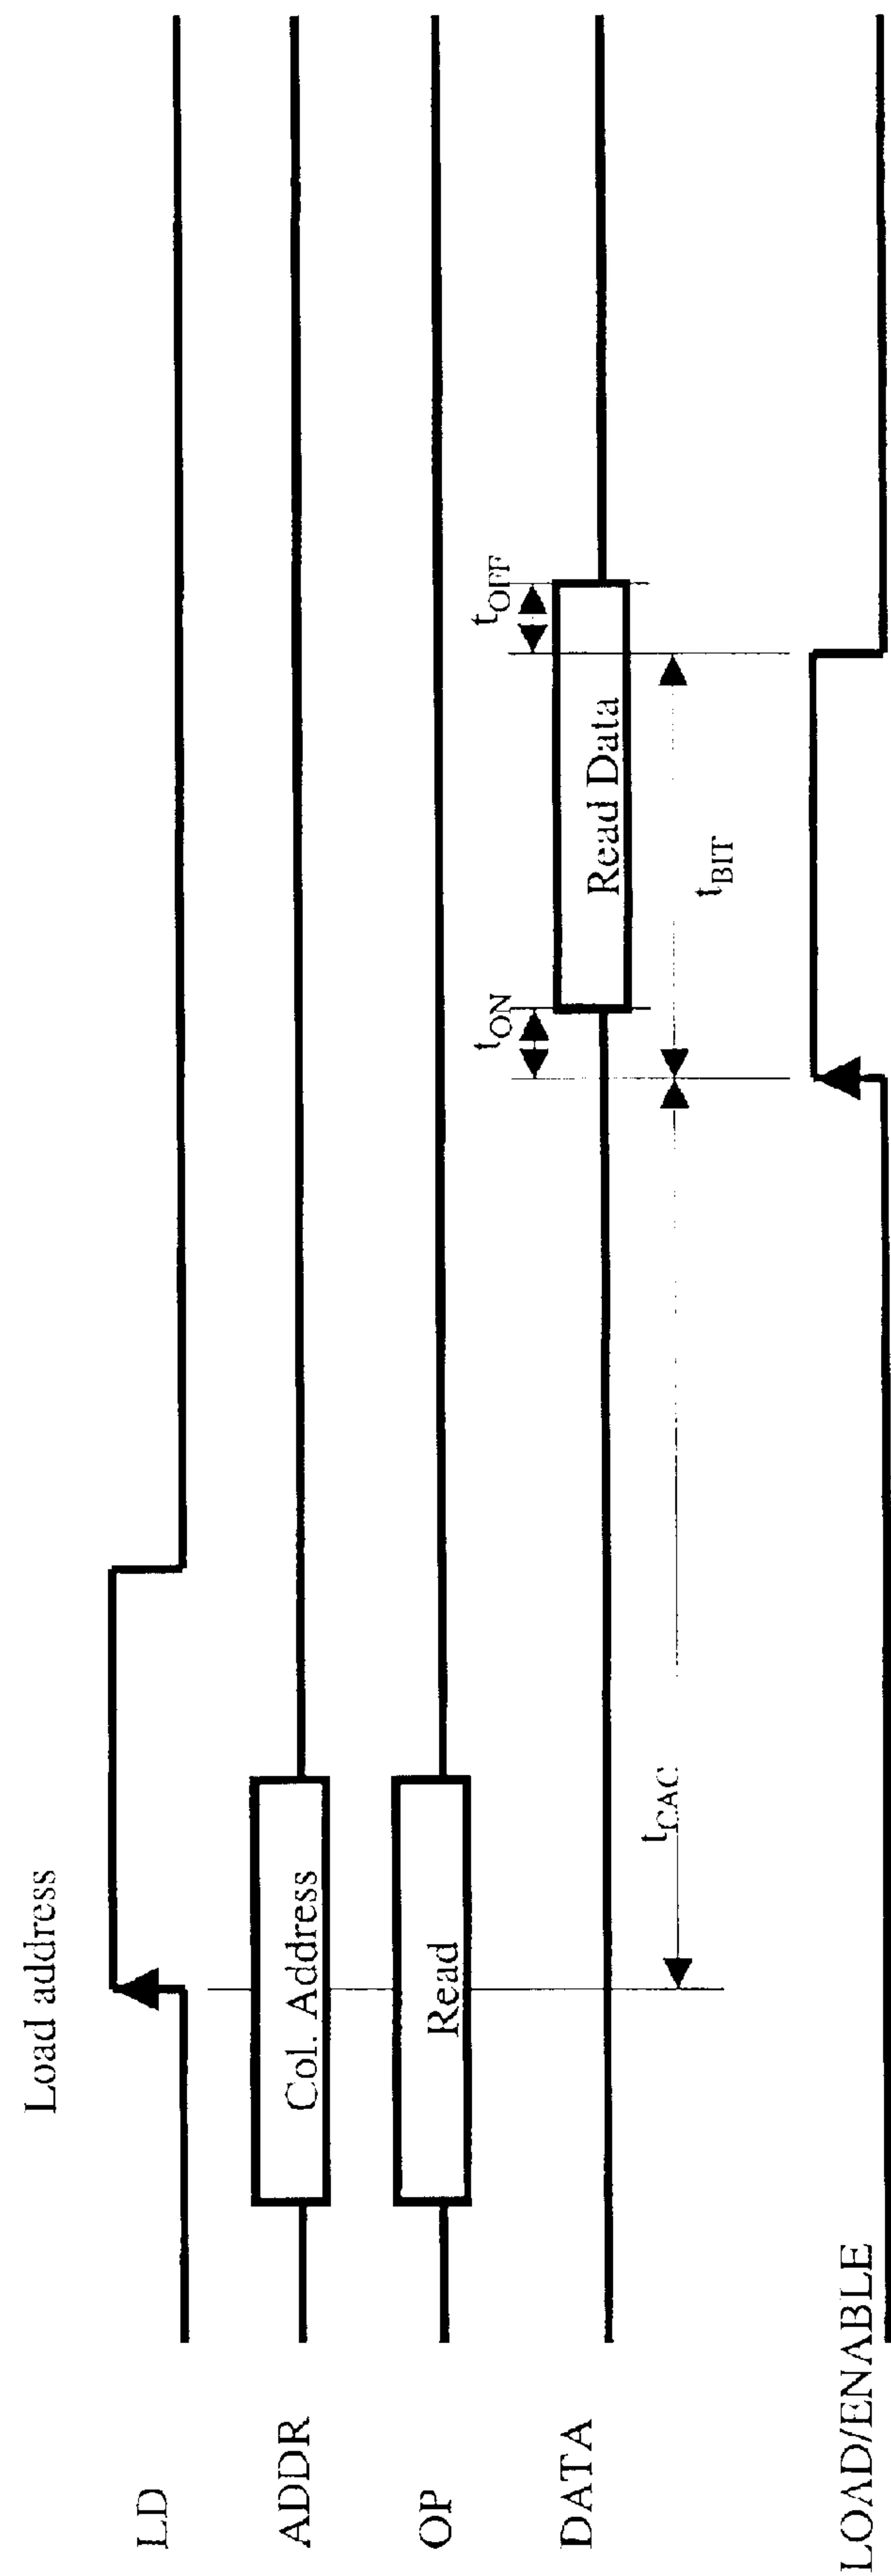 Load address
LD
ADDR
Col. Address
OP
Read
tON
tOFF
DATA
Read Data
tCAC
tBIT
LOAD/ENABLE